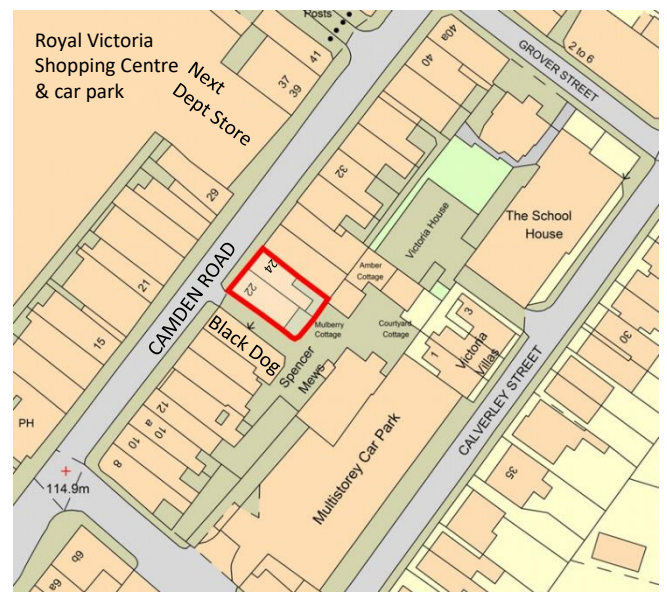 Posts
41
40a
40
GROVER STREET
2 to 6
Royal Victoria
Shopping Centre
& car park
Next
Dept Store
37
39
32
29
The School
House
Victoria House
24
22
Amber
Cottage
CAMDEN ROAD
21
Mulberry
Cottage
Courtyard
Cottage
3
1
Victoria
Villas
30
Black Dog
Spencer
Mews
15
CALVERLEY STREET
12
a
10
10
8
PH
114.9m
Multistorey Car Park
35
6b
6a